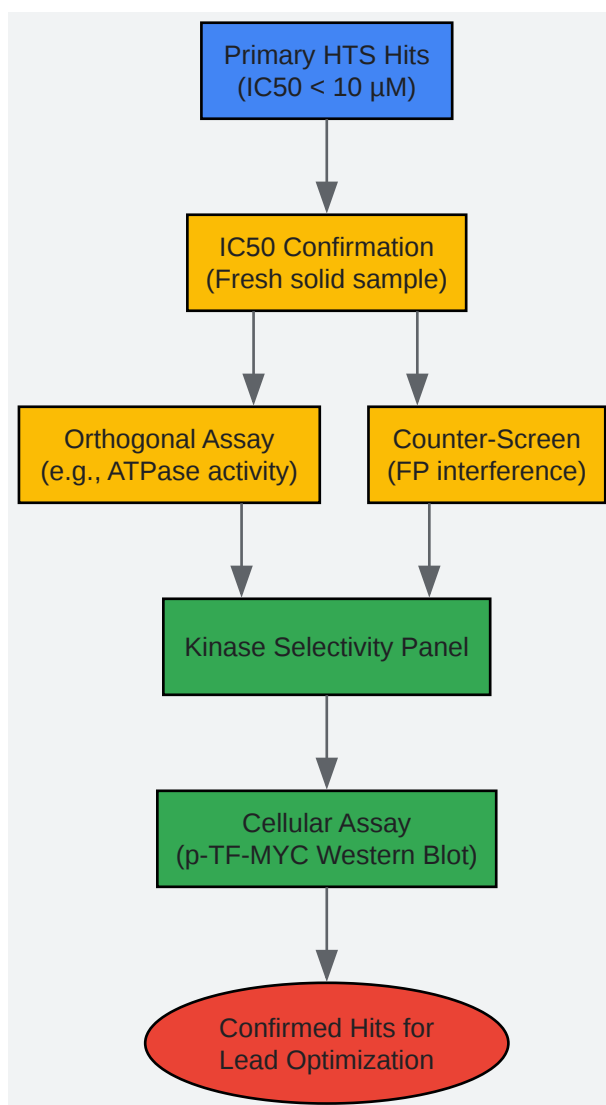 Primary HTS Hits
(IC50 < 10 µM)
IC50 Confirmation
(Fresh solid sample)
Orthogonal Assay
(e.g., ATPase activity)
Counter-Screen
(FP interference)
Kinase Selectivity Panel
Cellular Assay
(p-TF-MYC Western Blot)
Confirmed Hits for
Lead Optimization